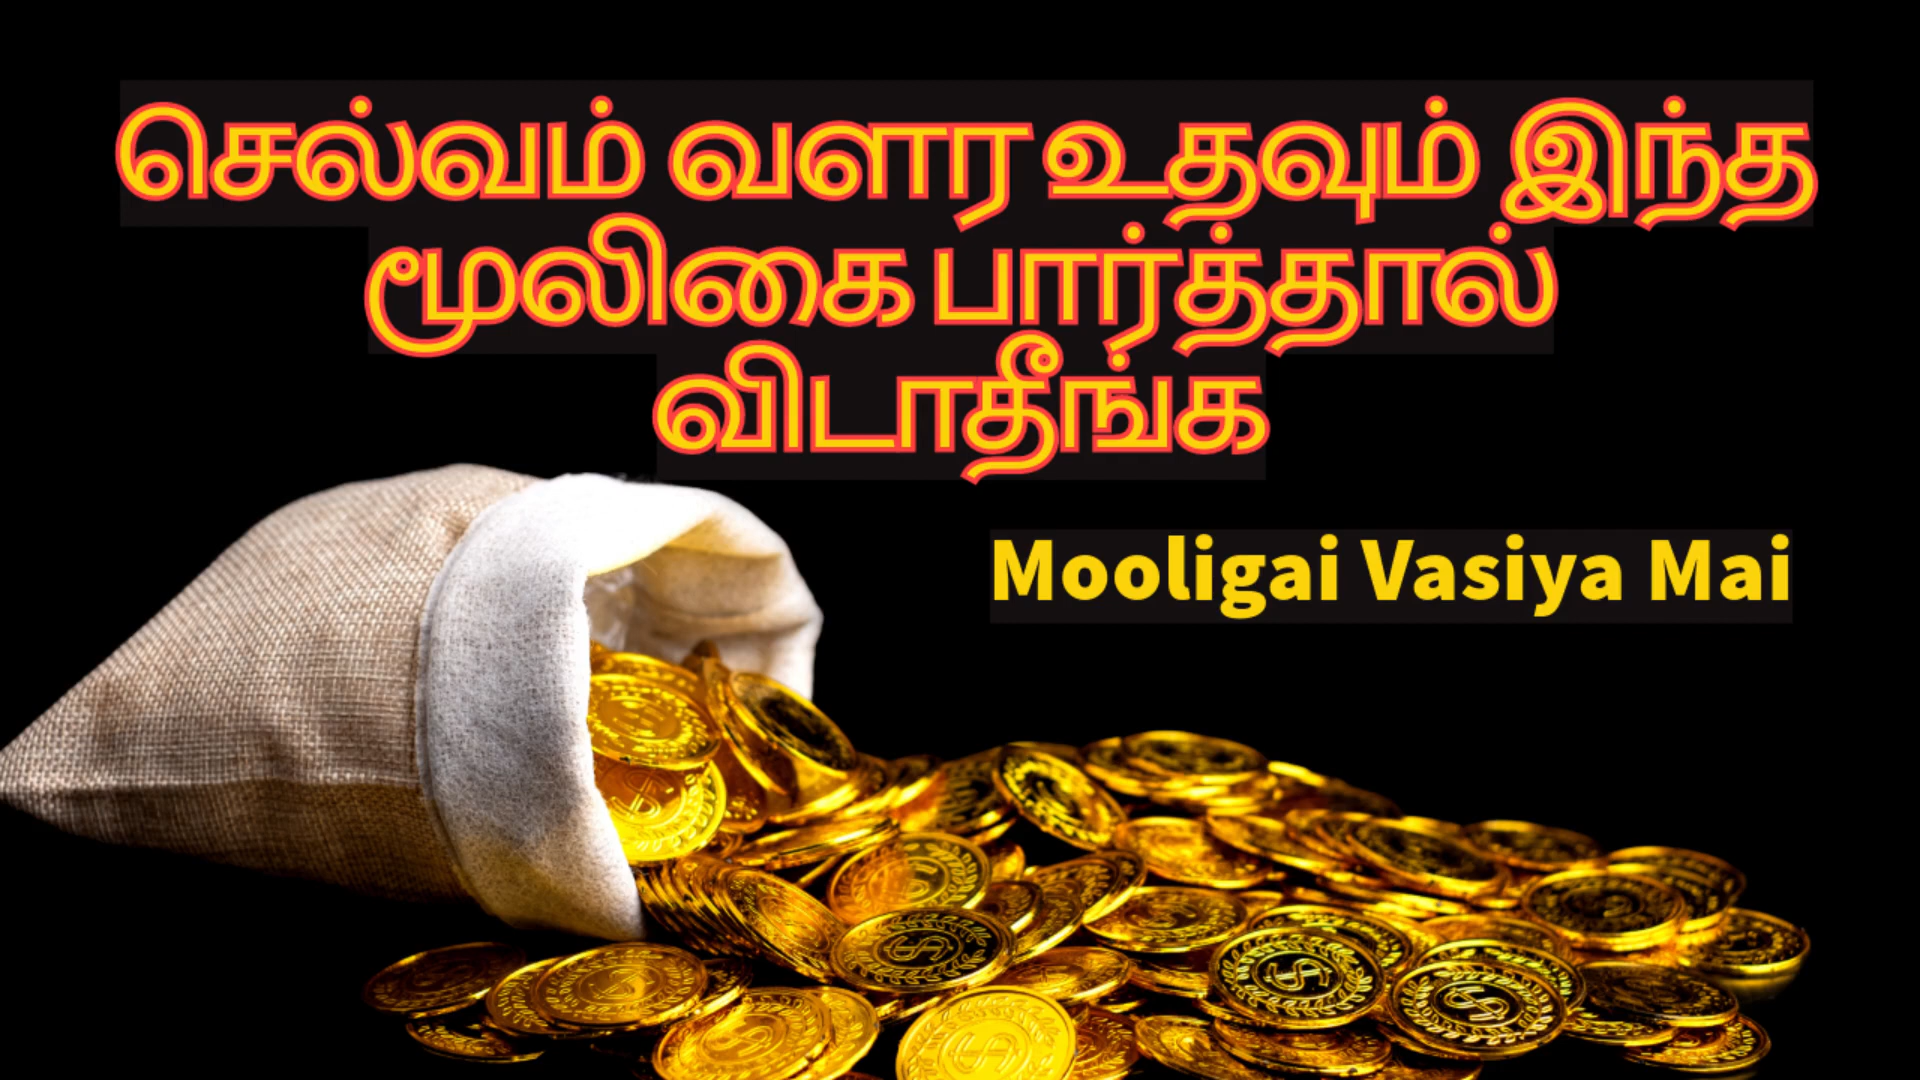 செல்வம் வளர உதவும் இந்த
மூலிகை பார்த்தால்
விடாதீங்க
Mooligai Vasiya Mai